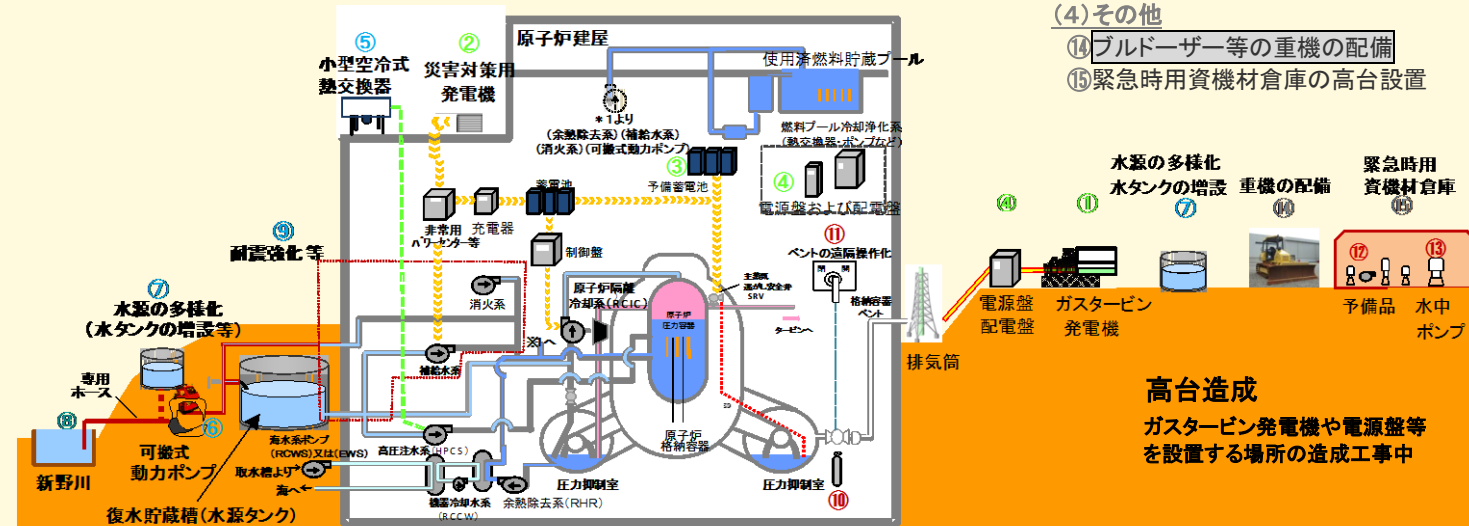 (4)その他
⑭ブルドーザー等の重機の配備
⑮緊急時用資機材倉庫の高台設置
原子炉建屋
⑤
小型空冷式
熱交換器
②
災害対策用
発電機
使用済燃料貯蔵プール
*1より
(余熱除去系)(補給水系)
(消火系)(可搬式動力ポンプ)
燃料プール冷却浄化系
(熱交換器・ポンプなど)
③
予備蓄電池
④
電源盤および配電盤
蓄電池
非常用
パワーセンター等
充電器
制御盤
⑪
ベントの遠隔操作化
閉 開
⑨
耐震強化等
消火系
原子炉隔離
冷却系(RCIC)
原子炉
圧力容器
主蒸気
逃がし安全弁
SRV
タービンへ
格納容器
ベント
排気筒
⑦
水源の多様化
(水タンクの増設等)
専用
ホース
⑧
新野川
⑥
可搬式
動力ポンプ
補給水系
海水系ポンプ
(RCWS)又は(EWS)
取水槽より
海へ
高圧注水系(HPCS)
機器冷却水系
(RCCW)
余熱除去系(RHR)
圧力抑制室
原子炉
格納容器
圧力抑制室
⑩
復水貯蔵槽(水源タンク)
④
電源盤
配電盤
①
ガスタービン
発電機
水源の多様化
水タンクの増設
⑦
重機の配備
⑭
緊急時用
資機材倉庫
⑮
⑫
予備品
⑬
水中
ポンプ
高台造成
ガスタービン発電機や電源盤等
を設置する場所の造成工事中